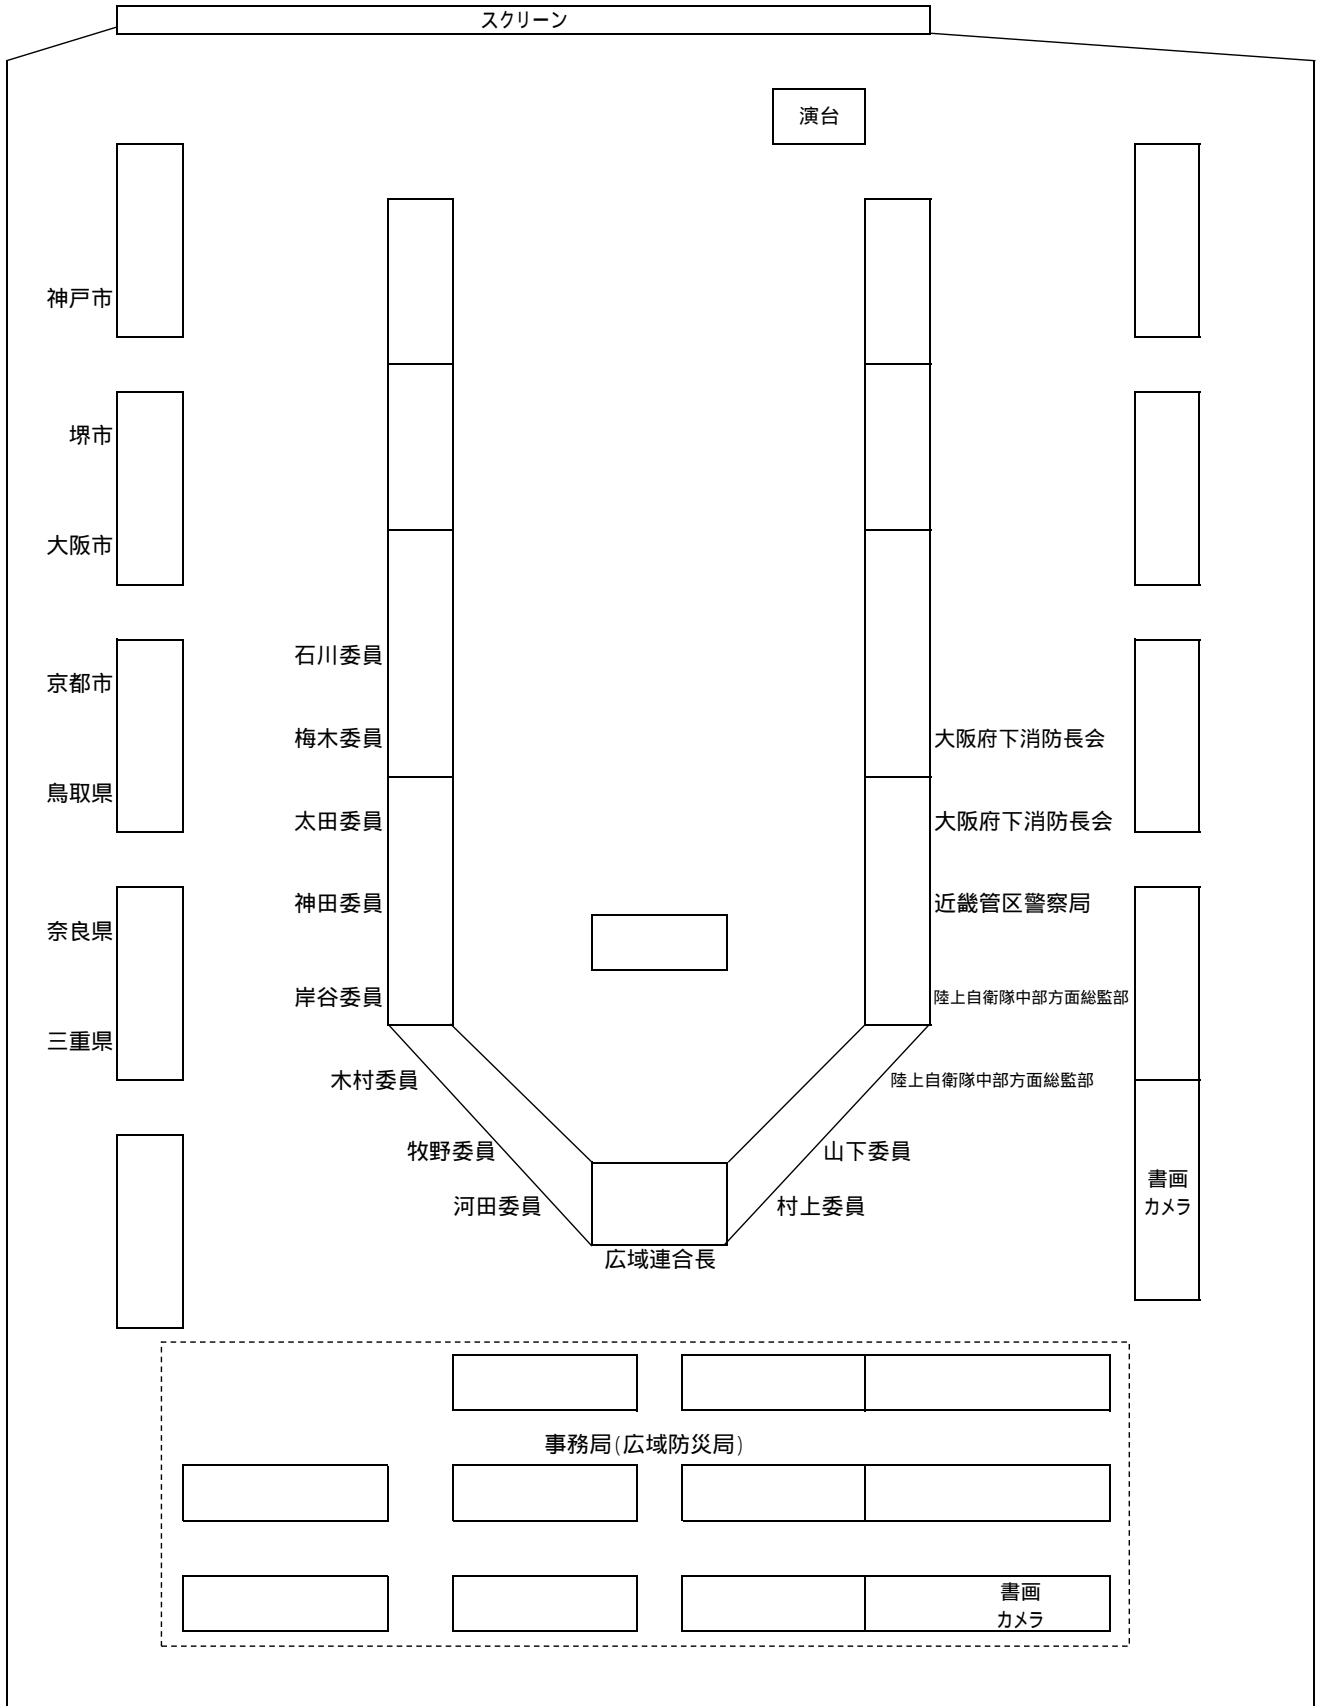 スクリーン
演台
神戸市
堺市
大阪市
石川委員
京都市
梅木委員
大阪府下消防長会
鳥取県
太田委員
大阪府下消防長会
神田委員
近畿管区警察局
奈良県
岸谷委員
陸上自衛隊中部方面総監部
三重県
木村委員
陸上自衛隊中部方面総監部
牧野委員
山下委員
書画
カメラ
河田委員
村上委員
広域連合長
事務局(広域防災局)
書画
カメラ